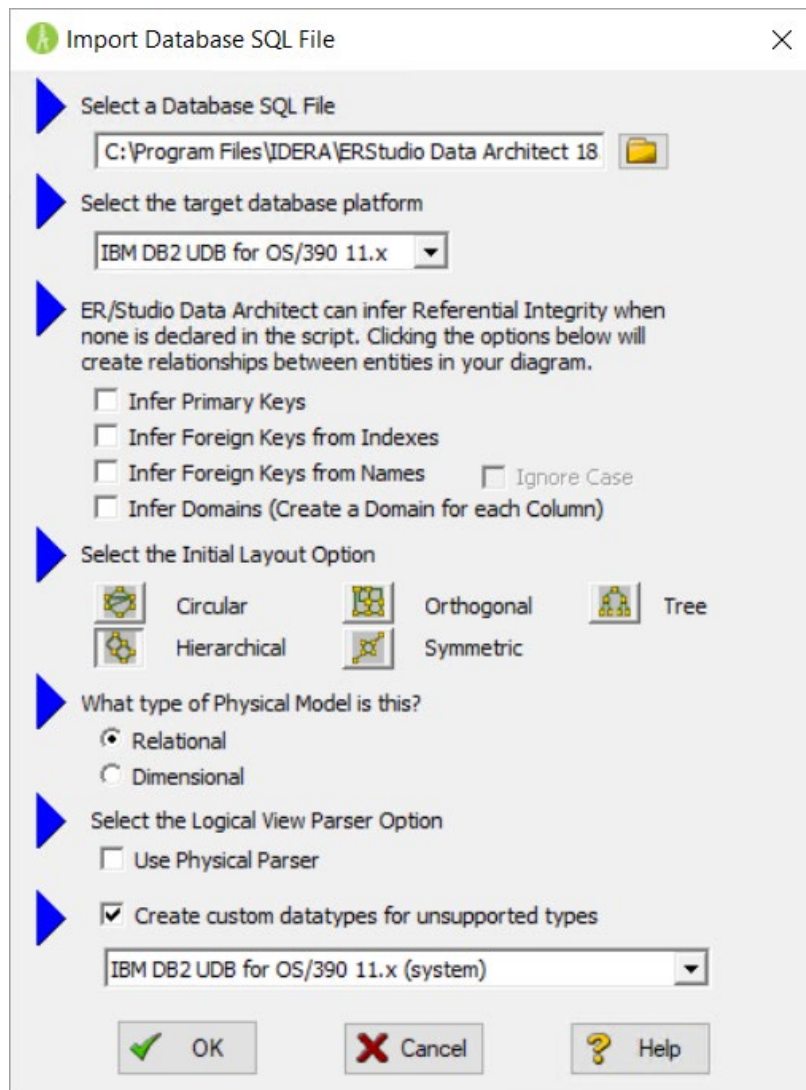 Import Database SQL File
Select a Database SQL File
C:\Program Files\IDERA\ERStudio Data Architect 18
Select the target database platform
IBM DB2 UDB for OS/390 11.x
ER/Studio Data Architect can infer Referential Integrity when
none is declared in the script. Clicking the options below will
create relationships between entities in your diagram.
Infer Primary Keys
Infer Foreign Keys from Indexes
Infer Foreign Keys from Names Ignore Case
Infer Domains (Create a Domain for each Column)
Select the Initial Layout Option
Circular Orthogonal Tree
Hierarchical Symmetric
What type of Physical Model is this?
Relational
Dimensional
Select the Logical View Parser Option
Use Physical Parser
Create custom datatypes for unsupported types
IBM DB2 UDB for OS/390 11.x (system)
OK Cancel Help